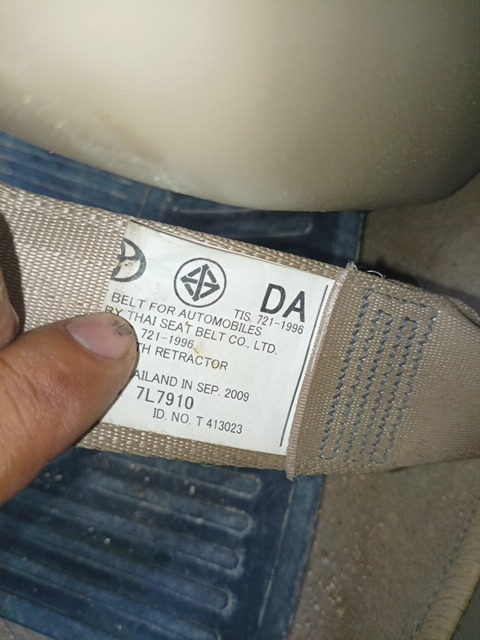 DA
TIS. 721-1996
BELT FOR AUTOMOBILES
BY THAI SEAT BELT CO., LTD.
721-1996
RETRACTOR
IN SEP. 2009
7L7910
ID. NO. T 413023